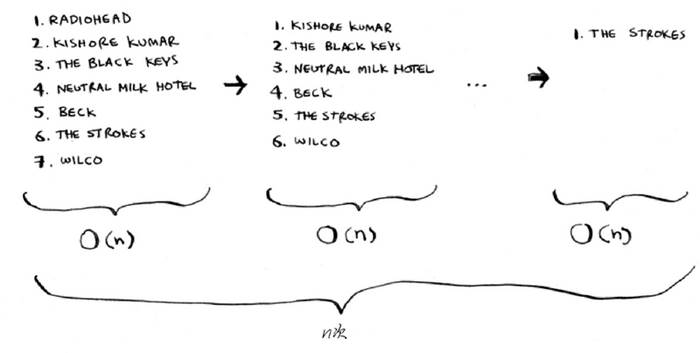 1. RADIOHEAD
2. KISHORE KUMAR
3. THE BLACK KEYS
4. NEUTRAL MILK HOTEL
5. BECK
6. THE STROKES
7. WILCO
→
1. KISHORE KUMAR
2. THE BLACK KEYS
3. NEUTRAL MILK HOTEL
4. BECK
5. THE STROKES
6. WILCO
... →
1. THE STROKES
O(n)
O(n)
O(n)
n次